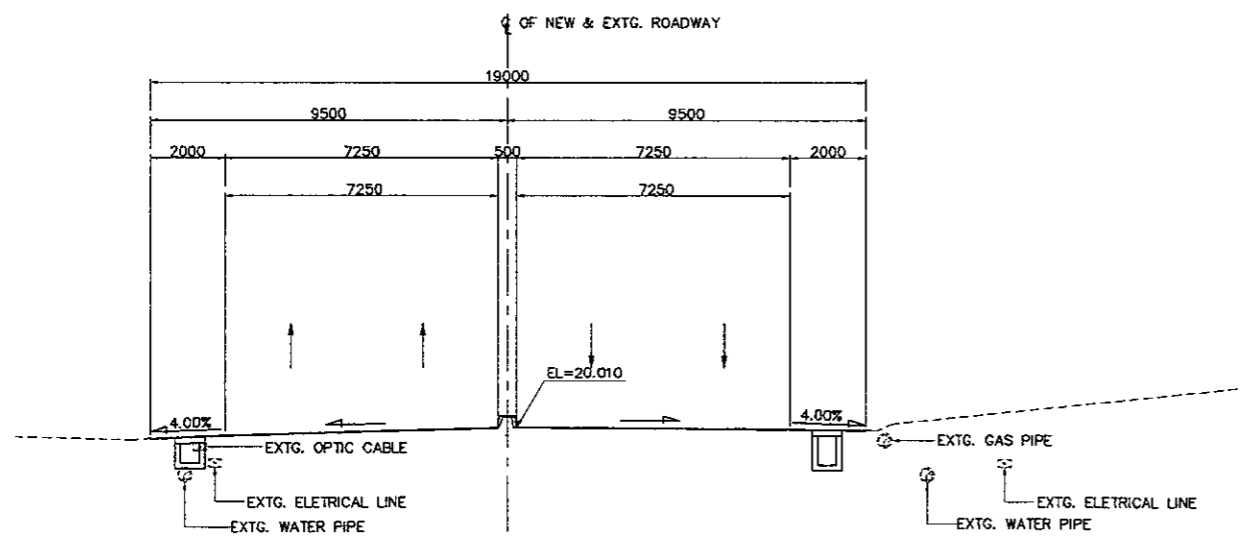 ℄ OF NEW & EXTG. ROADWAY
19000
9500 9500
2000 7250 500 7250 2000
7250 7250
EL=20.010
4.00% 4.00%
EXTG. OPTIC CABLE
EXTG. GAS PIPE
EXTG. ELETRICAL LINE
EXTG. ELETRICAL LINE
EXTG. WATER PIPE
EXTG. WATER PIPE